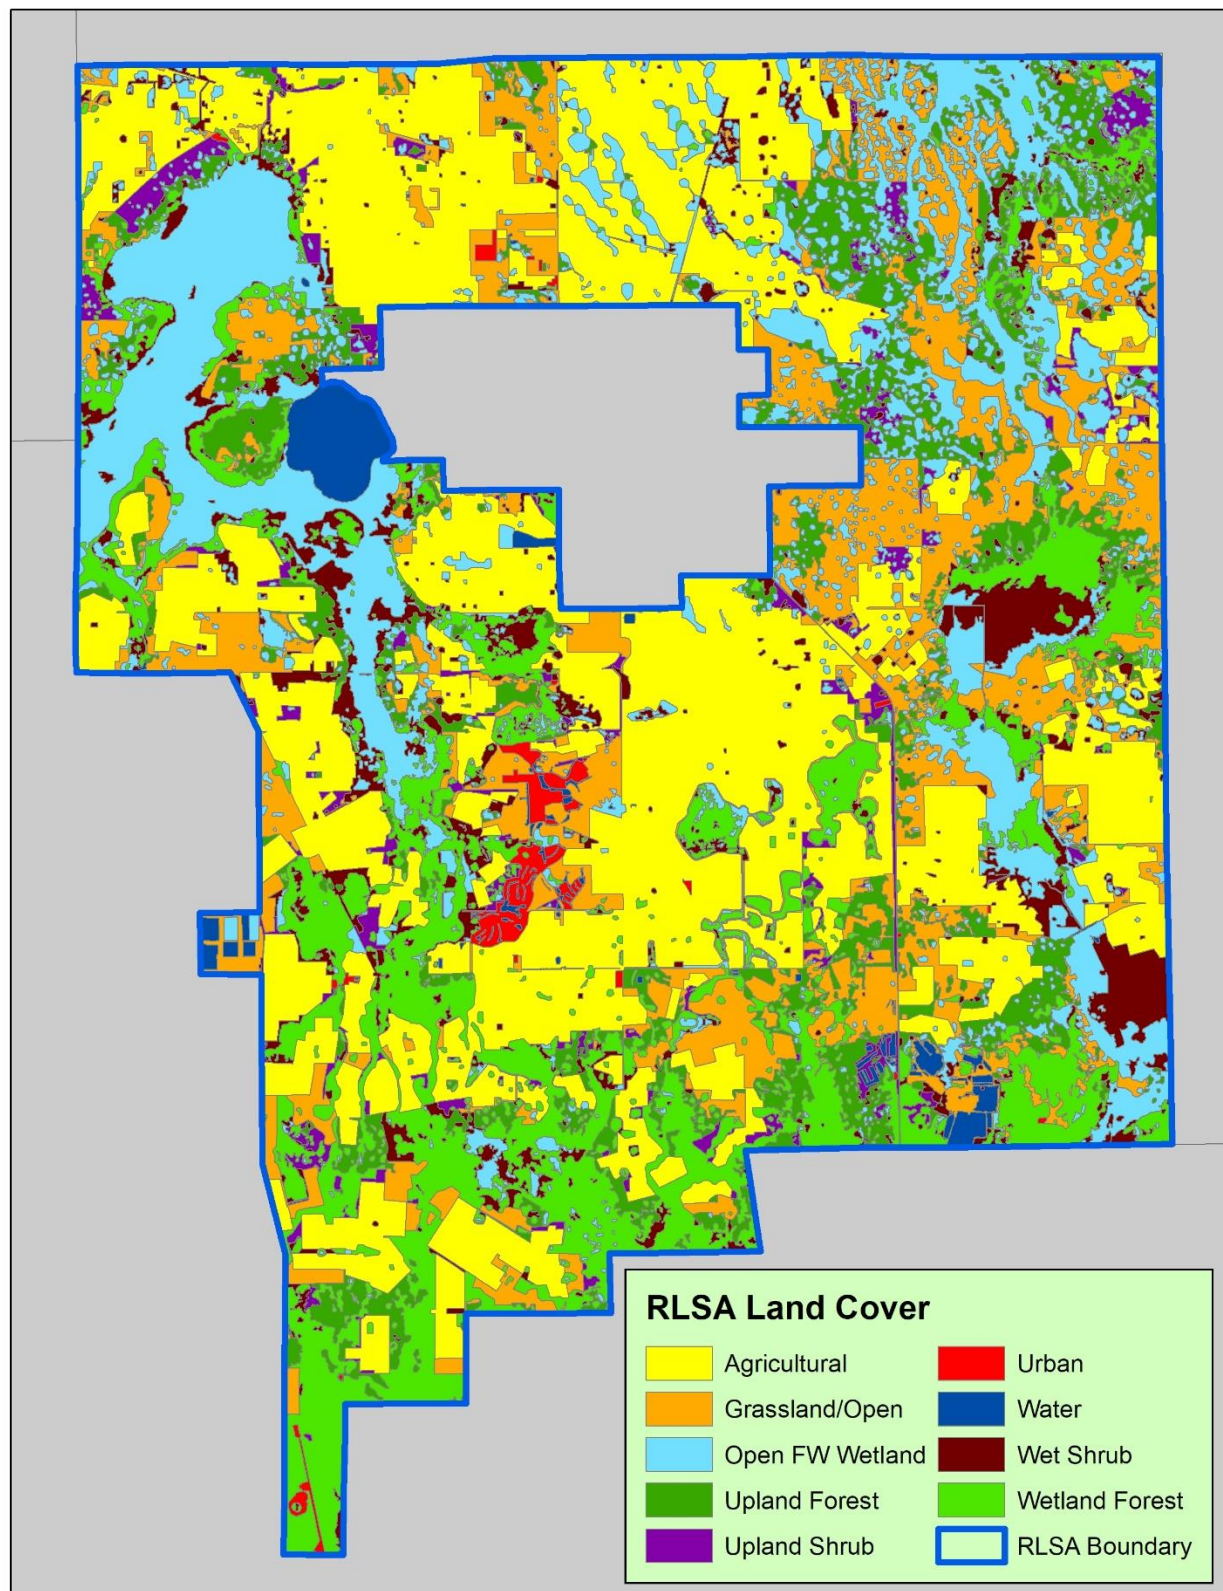 RLSA Land Cover
Agricultural
Grassland/Open
Open FW Wetland
Upland Forest
Upland Shrub
Urban
Water
Wet Shrub
Wetland Forest
RLSA Boundary